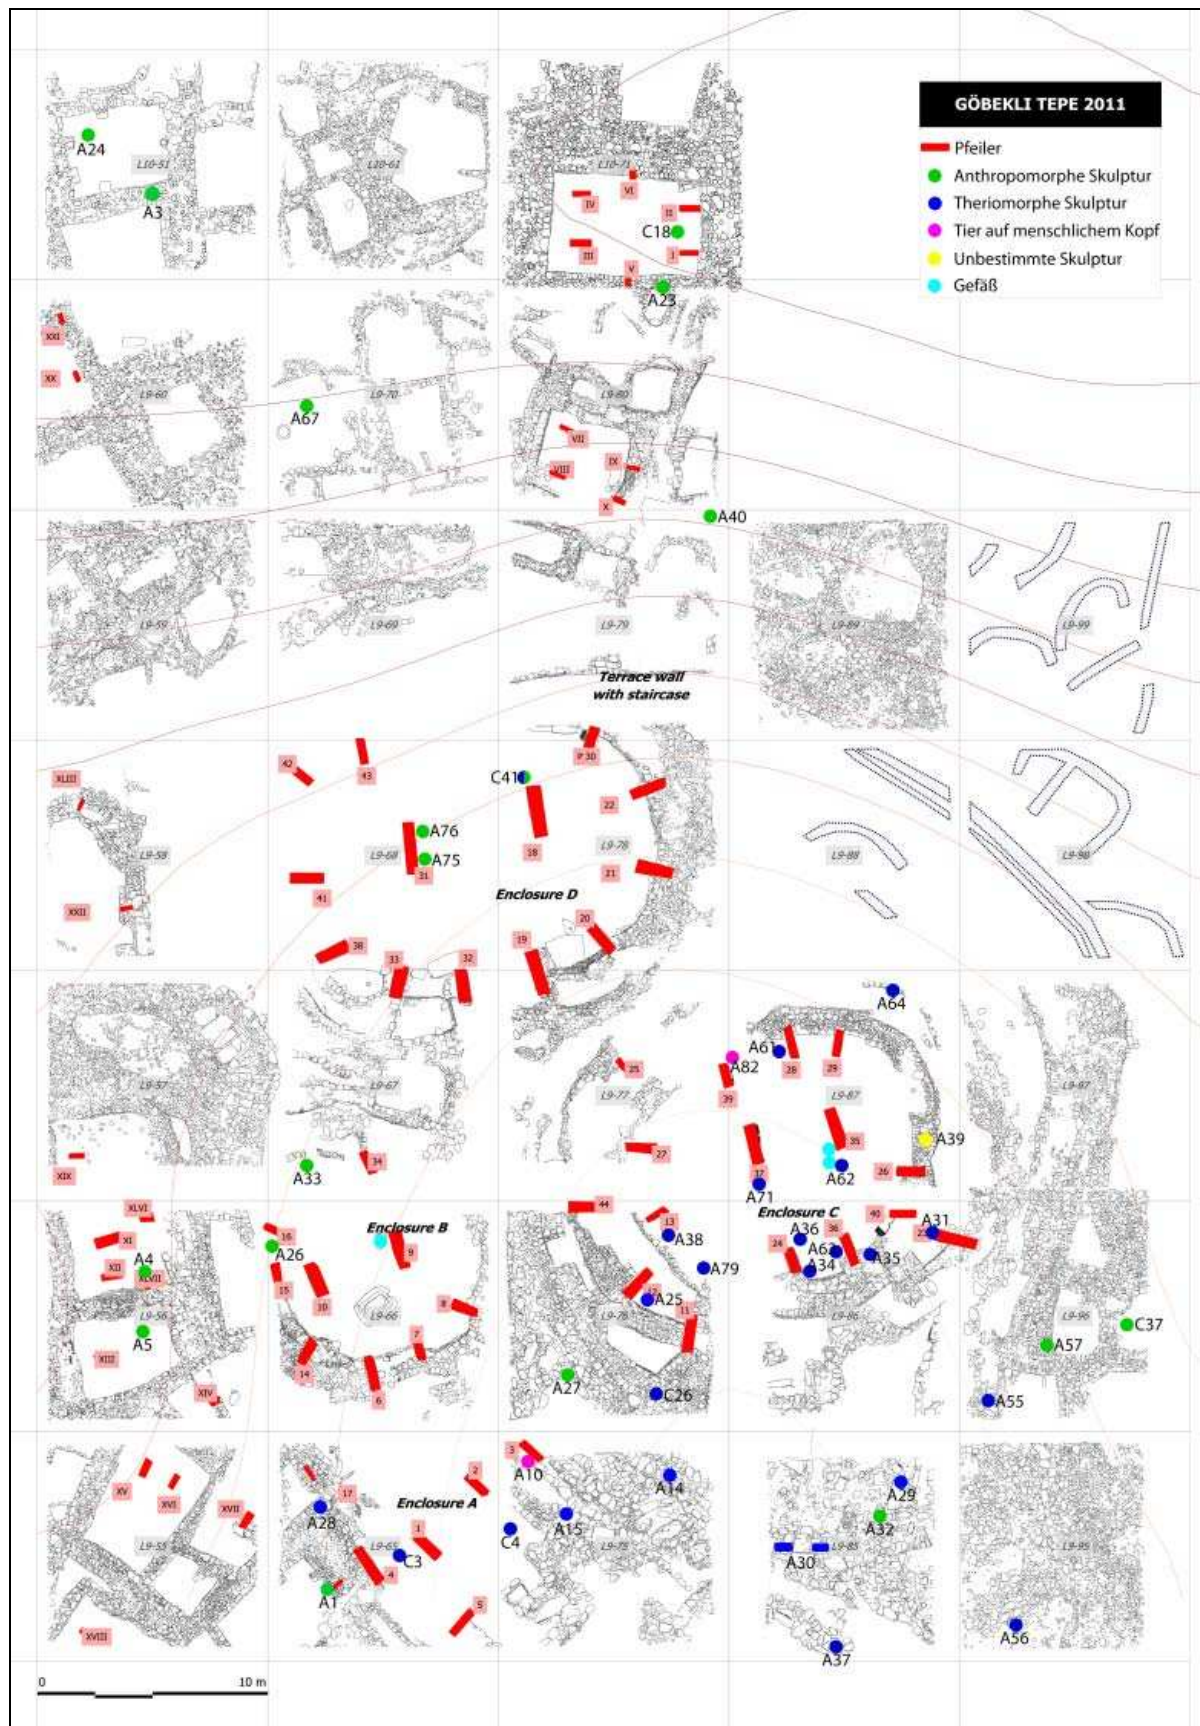 GÖBEKLI TEPE 2011
Pfeiler
Anthropomorphe Skulptur
Theriomorphe Skulptur
Tier auf menschlichem Kopf
Unbestimmte Skulptur
Gefäß
A24
L10-51
A3
L10-61
L10-71
VI
IV
II
C18
III
I
V
A23
XXI
XX
L9-60
L9-70
A67
L9-80
VII
VIII
IX
X
A40
L9-59
L9-69
L9-79
L9-89
L9-99
Terrace wall
with staircase
XLIII
42
43
C41
P 30
22
A76
L9-58
L9-68
A75
31
18
L9-78
L9-88
L9-98
21
41
Enclosure D
XXII
20
19
38
33
32
A64
A61
A82
28
29
25
L9-57
L9-67
L9-77
39
L9-87
L9-97
35
A39
27
37
A62
26
XIX
A33
34
A71
XLVI
44
Enclosure B
13
Enclosure C
40
A31
16
XI
A4
A26
9
A38
A36
36
24
A63
A35
A34
XII
XLVII
15
10
A79
A25
8
11
L9-56
L9-66
L9-86
L9-96
C37
A5
7
XIII
14
A57
A27
XIV
6
C26
A55
3
A10
2
A14
XV
XVI
17
Enclosure A
A29
XVII
A28
1
A15
C4
A32
L9-55
L9-65
C3
L9-75
A30
L9-85
L9-95
4
A1
5
XVIII
A37
A56
0
10 m